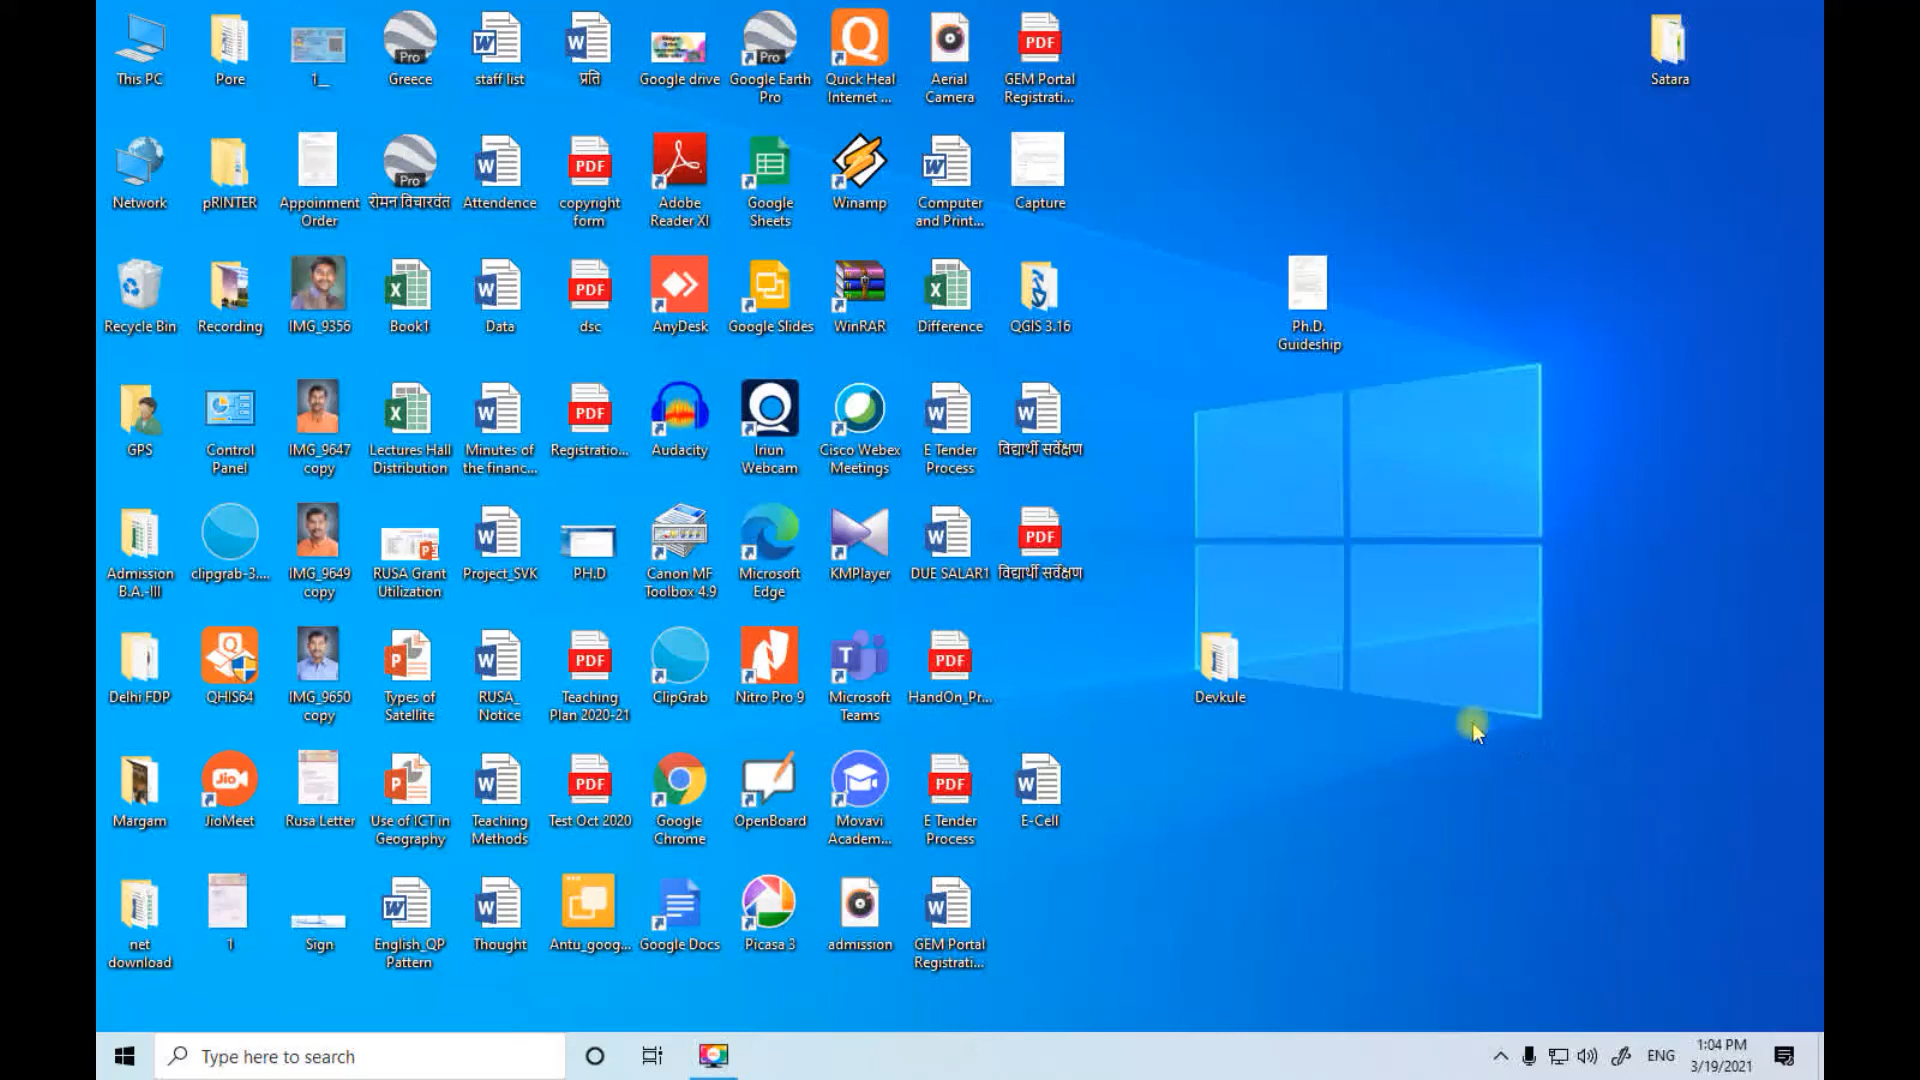 This PC
Pore
1__
Greece
staff list
प्रति
Google drive
Google Earth
Pro
Quick Heal
Internet ...
Aerial
Camera
GEM Portal
Registrati...
Satara
Network
pRINTER
Appoinment
Order
रोमन विचारवंत
Attendence
copyright
form
Adobe
Reader XI
Google
Sheets
Winamp
Computer
and Print...
Capture
Recycle Bin
Recording
IMG_9356
Book1
Data
dsc
AnyDesk
Google Slides
WinRAR
Difference
QGIS 3.16
Ph.D.
Guideship
GPS
Control
Panel
IMG_9647
copy
Lectures Hall
Distribution
Minutes of
the financ...
Registratio...
Audacity
Iriun
Webcam
Cisco Webex
Meetings
E Tender
Process
विद्यार्थी सर्वेक्षण
Admission
B.A.-III
clipgrab-3....
IMG_9649
copy
RUSA Grant
Utilization
Project_SVK
PH.D
Canon MF
Toolbox 4.9
Microsoft
Edge
KMPlayer
DUE SALAR1
विद्यार्थी सर्वेक्षण
Delhi FDP
QHIS64
IMG_9650
copy
Types of
Satellite
RUSA_
Notice
Teaching
Plan 2020-21
ClipGrab
Nitro Pro 9
Microsoft
Teams
HandOn_Pr...
Devkule
Margam
JioMeet
Rusa Letter
Use of ICT in
Geography
Teaching
Methods
Test Oct 2020
Google
Chrome
OpenBoard
Movavi
Academ...
E Tender
Process
E-Cell
net
download
1
Sign
English_QP
Pattern
Thought
Antu_goog...
Google Docs
Picasa 3
admission
GEM Portal
Registrati...
Type here to search
ENG
1:04 PM
3/19/2021